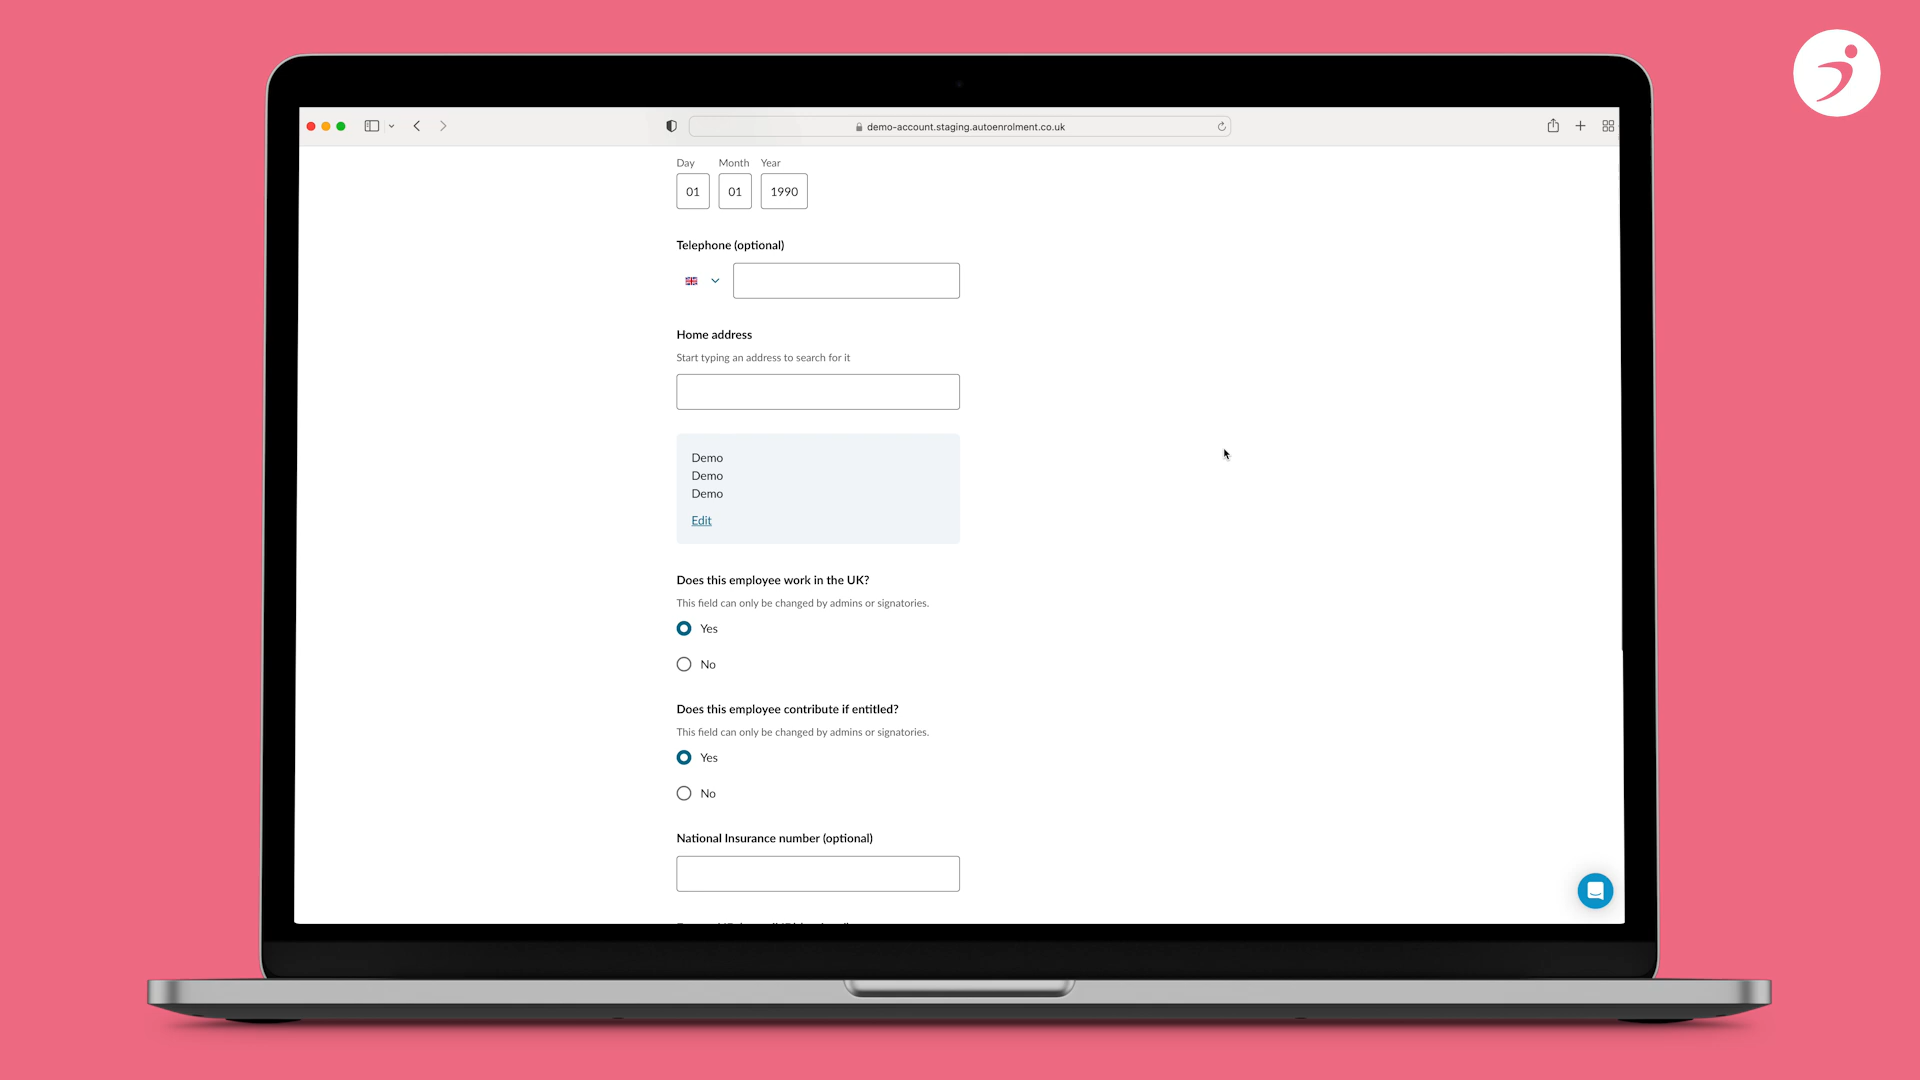 demo-account.staging.autoenrolment.co.uk
Day Month Year
01 01 1990
Telephone (optional)
Home address
Start typing an address to search for it
Demo
Demo
Demo
Edit
Does this employee work in the UK?
This field can only be changed by admins or signatories.
Yes
No
Does this employee contribute if entitled?
This field can only be changed by admins or signatories.
Yes
No
National Insurance number (optional)